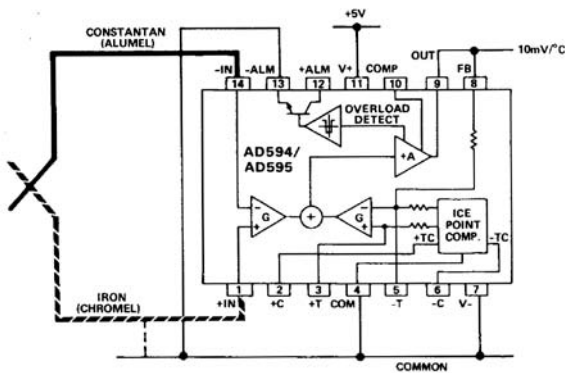 +5V
CONSTANTAN
(ALUMEL)
-IN -ALM +ALM V+ COMP OUT FB
10mV/°C
14 13 12 11 10 9 8
OVERLOAD
DETECT
AD594/
AD595
+A
- G + G - +
ICE
POINT
COMP.
+TC -TC
1 2 3 4 5 6 7
+IN +C +T COM -T -C V-
IRON
(CHROMEL)
COMMON